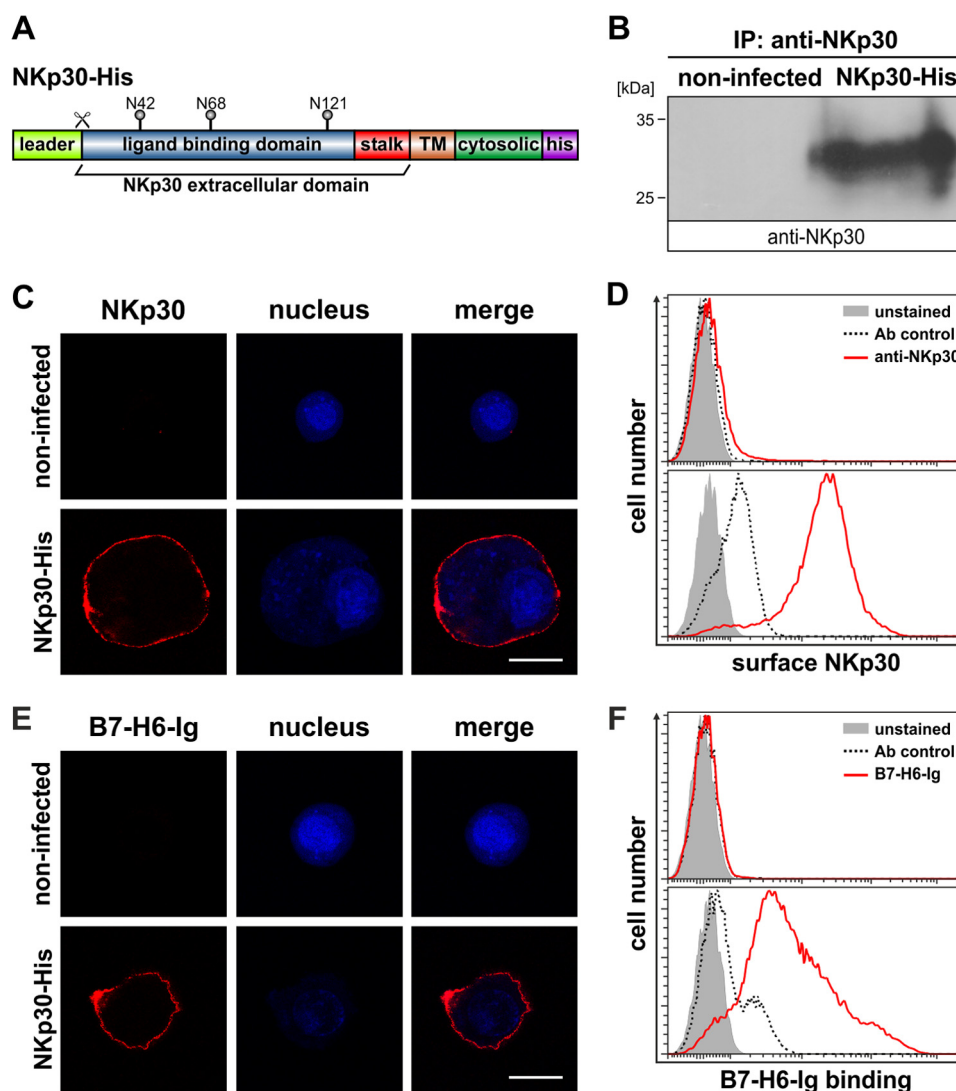 A
NKp30-His
N42 N68 N121
leader ligand binding domain stalk TM cytosolic his
NKp30 extracellular domain
B
IP: anti-NKp30
non-infected NKp30-His
[kDa]
35
25
anti-NKp30
C
NKp30 nucleus merge
non-infected
NKp30-His
D
unstained
Ab control
anti-NKp30
cell number
surface NKp30
E
B7-H6-Ig nucleus merge
non-infected
NKp30-His
F
unstained
Ab control
B7-H6-Ig
cell number
B7-H6-Ig binding